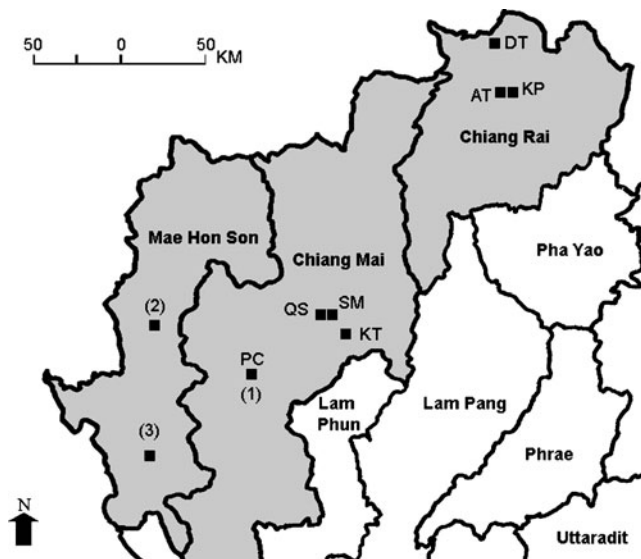 50 0 50
KM
DT
AT KP
Chiang Rai
Mae Hon Son
Chiang Mai
Pha Yao
(2)
QS SM
KT
PC
(1)
Lam
Phun
Lam Pang
(3)
Phrae
N
Uttaradit